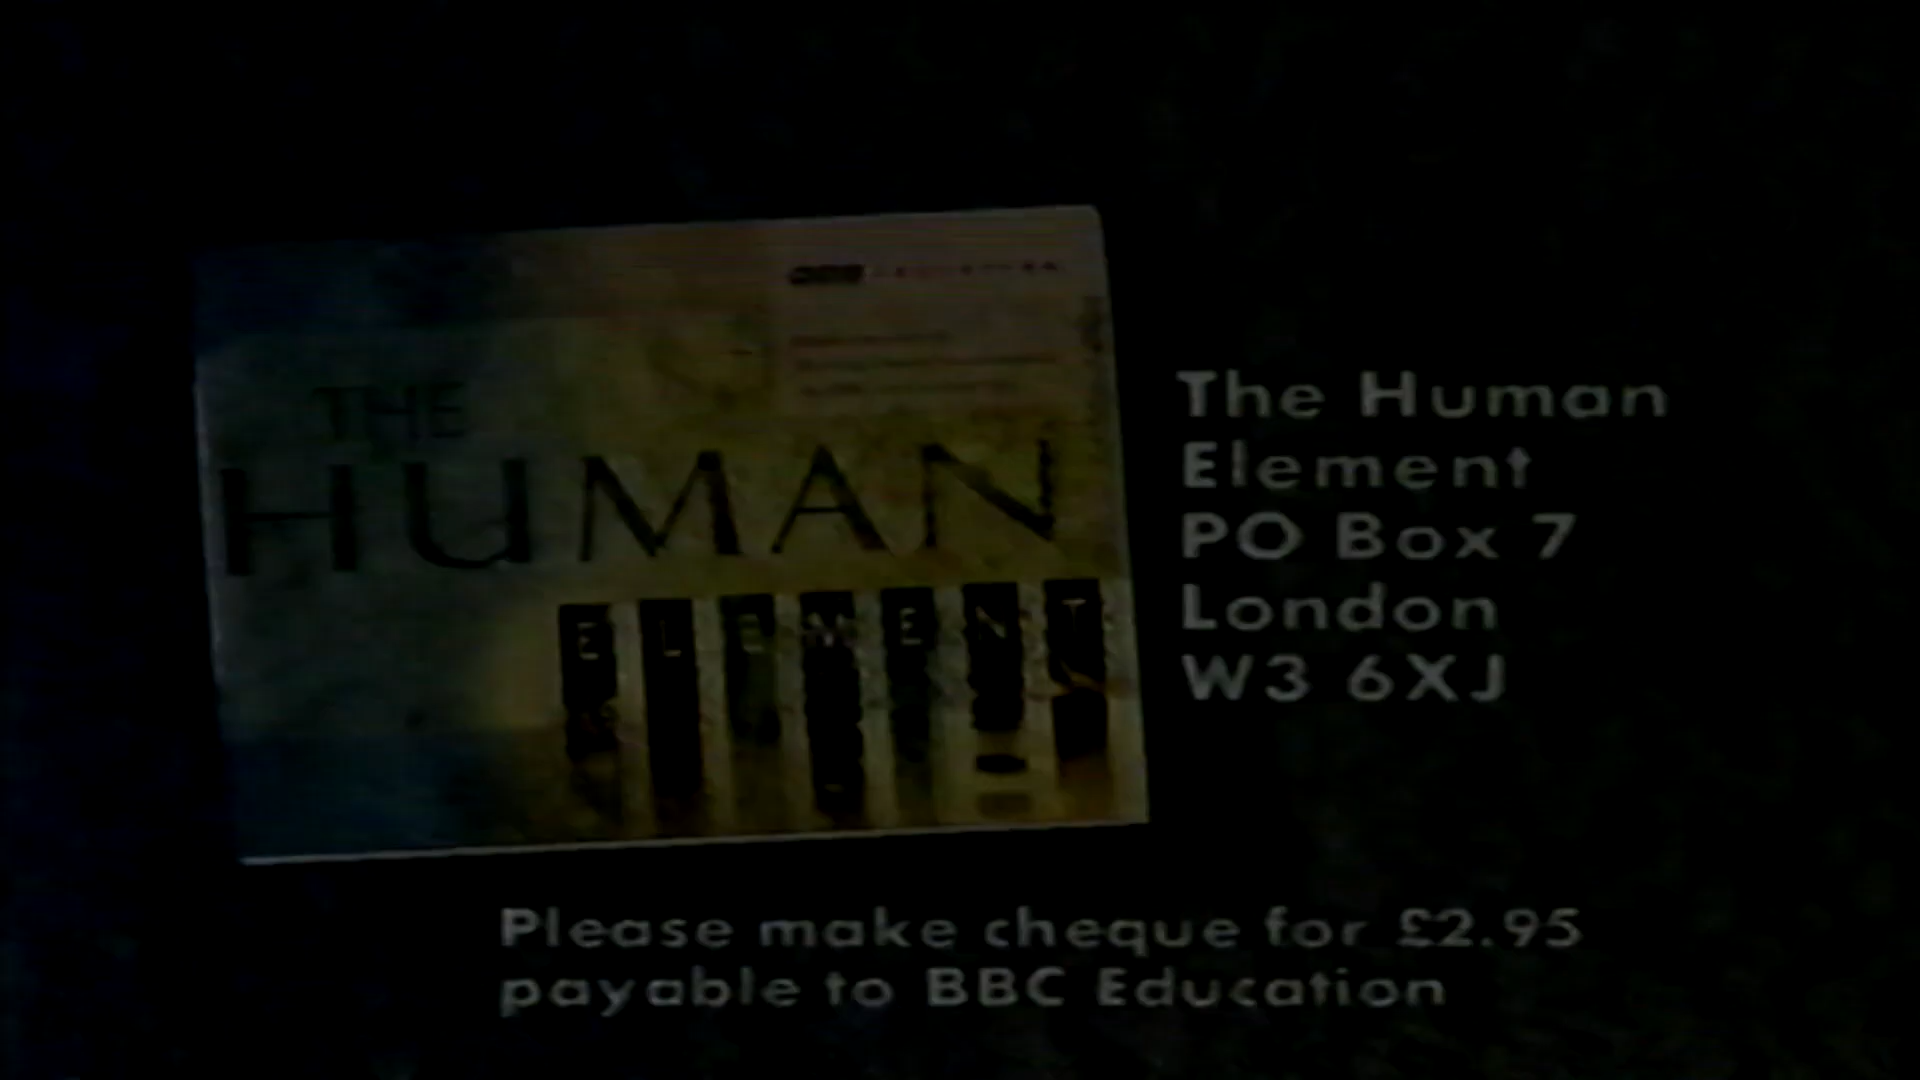 THE
HUMAN
ELEMENT
The Human
Element
PO Box 7
London
W3 6XJ
Please make cheque for £2.95
payable to BBC Education